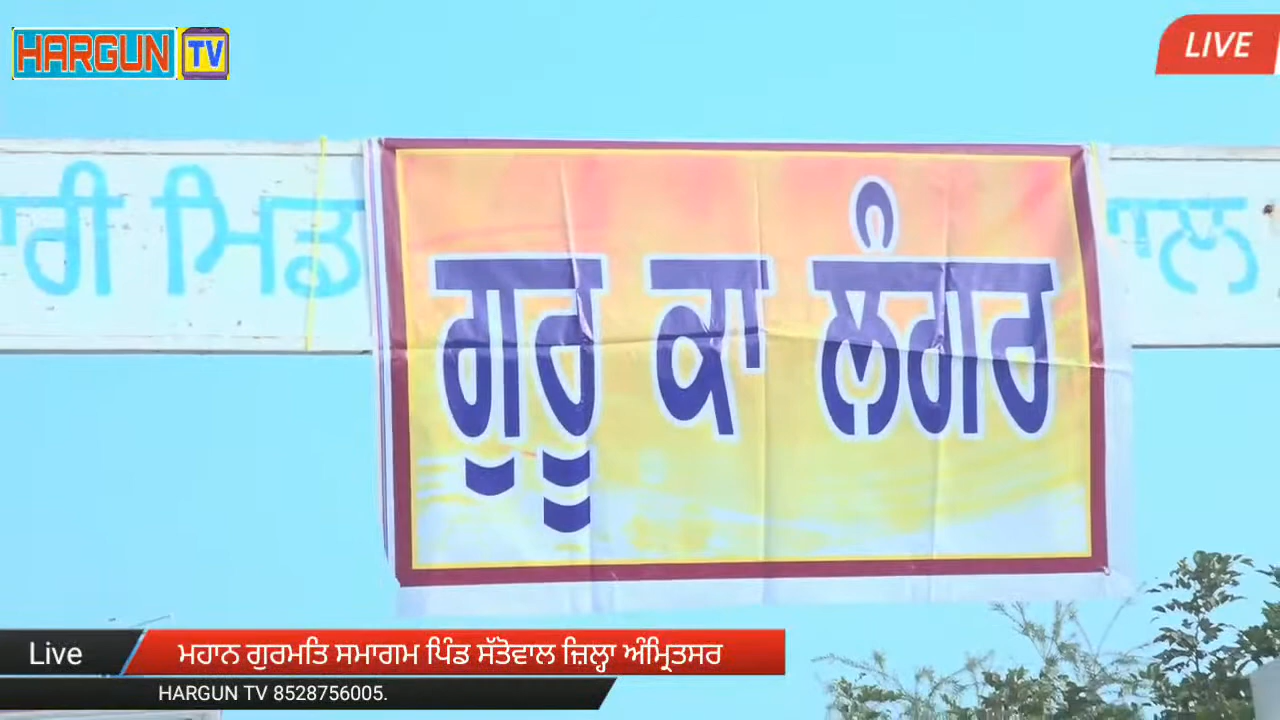 HARGUN TV
LIVE
ਗੁਰੂ ਕਾ ਲੰਗਰ
Live
ਮਹਾਨ ਗੁਰਮਤਿ ਸਮਾਗਮ ਪਿੰਡ ਸੱਤੋਵਾਲ ਜ਼ਿਲ੍ਹਾ ਅੰਮ੍ਰਿਤਸਰ
HARGUN TV 8528756005.